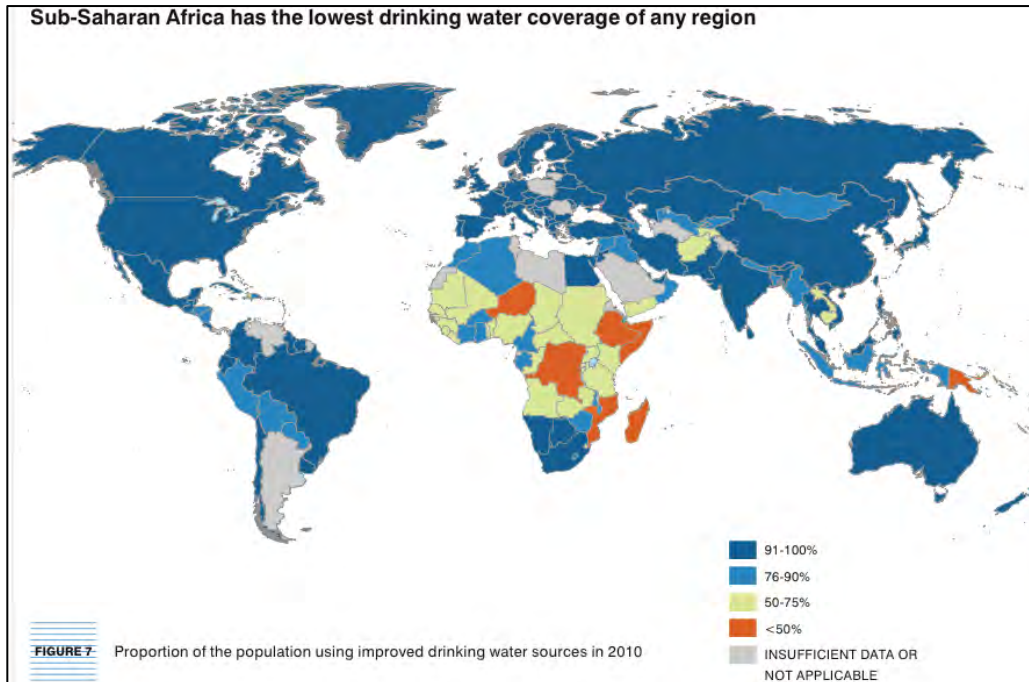 Sub-Saharan Africa has the lowest drinking water coverage of any region
91-100%
76-90%
50-75%
<50%
INSUFFICIENT DATA OR
NOT APPLICABLE
FIGURE 7 Proportion of the population using improved drinking water sources in 2010